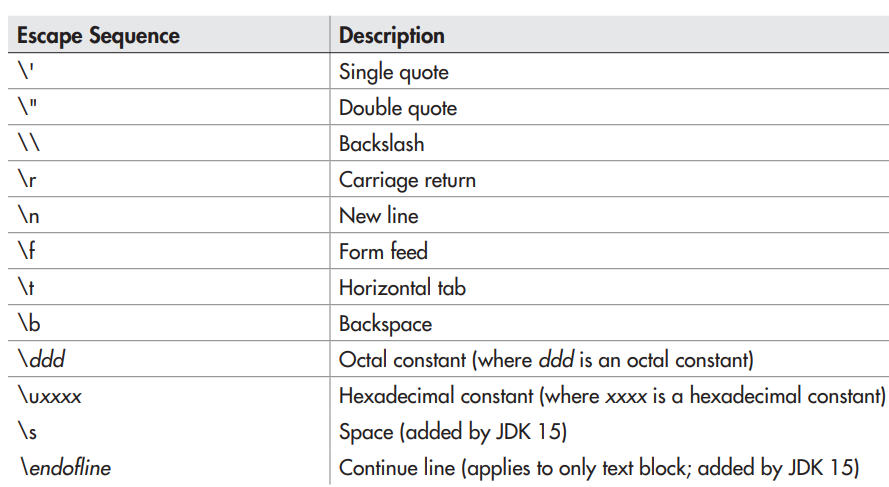 Escape Sequence Description
\' Single quote
\" Double quote
\\ Backslash
\r Carriage return
\n New line
\f Form feed
\t Horizontal tab
\b Backspace
\ddd Octal constant (where ddd is an octal constant)
\uxxxx Hexadecimal constant (where xxxx is a hexadecimal constant)
\s Space (added by JDK 15)
\endofline Continue line (applies to only text block; added by JDK 15)